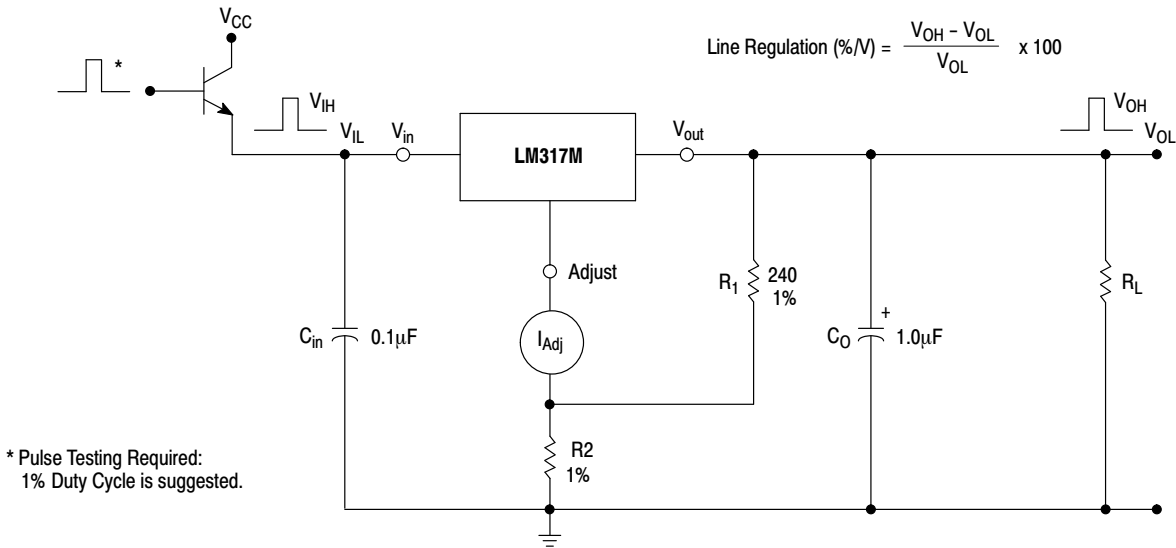 V_CC
Line Regulation (%/V) = (V_OH – V_OL) / V_OL x 100
*
V_IH
V_IL
V_in
LM317M
V_out
V_OH
V_OL
Adjust
R_1
240
1%
R_L
C_in
0.1μF
I_Adj
C_O
+
1.0μF
R2
1%
* Pulse Testing Required:
1% Duty Cycle is suggested.